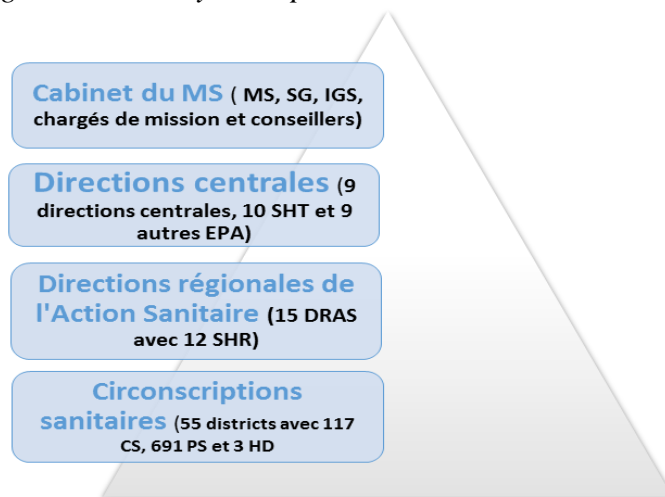 Cabinet du MS ( MS, SG, IGS,
chargés de mission et conseillers)
Directions centrales (9
directions centrales, 10 SHT et 9
autres EPA)
Directions régionales de
l'Action Sanitaire (15 DRAS
avec 12 SHR)
Circonscriptions
sanitaires (55 districts avec 117
CS, 691 PS et 3 HD